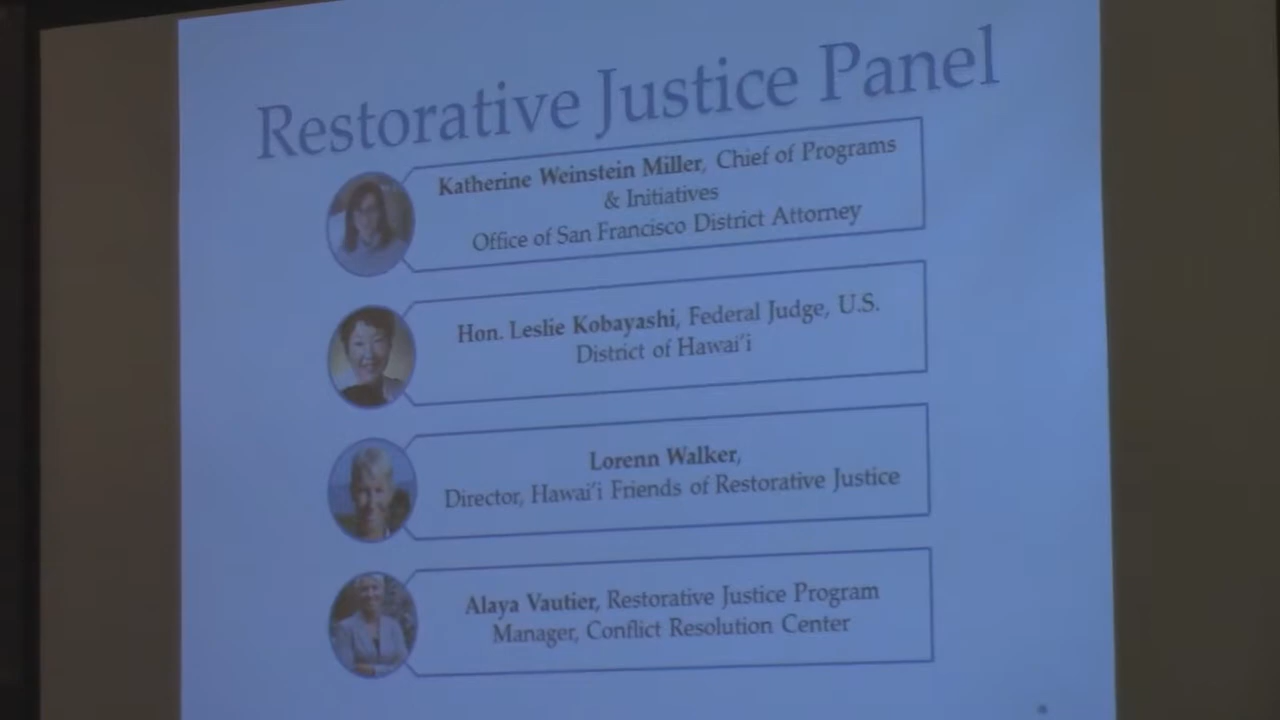 Restorative Justice Panel
Katherine Weinstein Miller, Chief of Programs
& Initiatives
Office of San Francisco District Attorney
Hon. Leslie Kobayashi, Federal Judge, U.S.
District of Hawai'i
Lorenn Walker,
Director, Hawai'i Friends of Restorative Justice
Alaya Vautier, Restorative Justice Program
Manager, Conflict Resolution Center